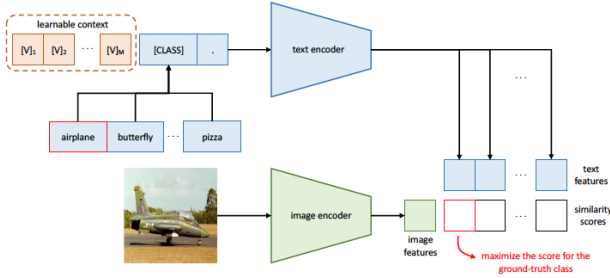 learnable context
[V]₁ [V]₂ ... [V]ₘ [CLASS] .
text encoder
...
airplane butterfly ... pizza
... text
features
image encoder
... similarity
scores
image
features
maximize the score for the
ground-truth class